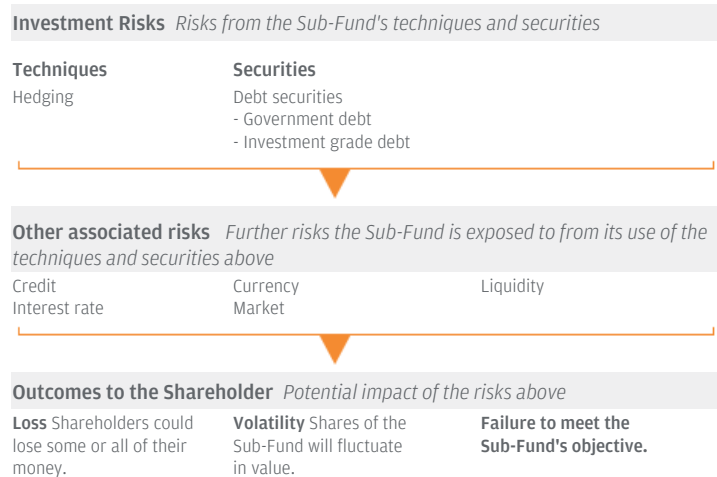 Investment Risks Risks from the Sub-Fund's techniques and securities
Techniques
Hedging
Securities
Debt securities
- Government debt
- Investment grade debt
Other associated risks Further risks the Sub-Fund is exposed to from its use of the
techniques and securities above
Credit
Interest rate
Currency
Market
Liquidity
Outcomes to the Shareholder Potential impact of the risks above
Loss Shareholders could
lose some or all of their
money.
Volatility Shares of the
Sub-Fund will fluctuate
in value.
Failure to meet the
Sub-Fund's objective.